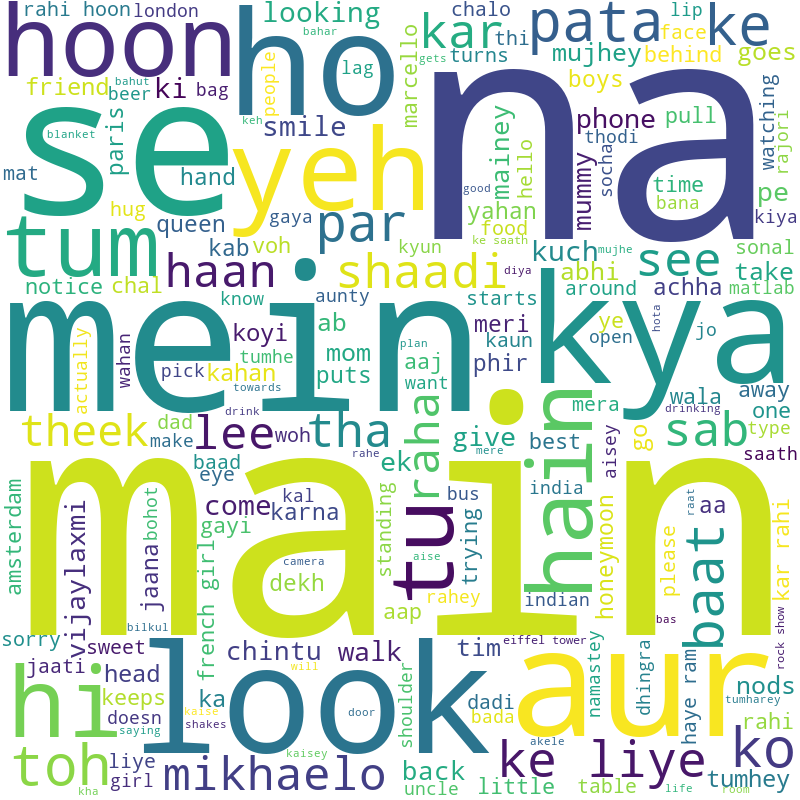 rahi hoon london
hoon
ho
looking
bahar
kar
chalo
lip
thi
turns
gets
pata
ke
face
goes
mujhey
behind
friend
bahut
beer
ki
bag
people
lag
marcello
boys
watching
se
blanket
paris
keh
smile
yeh
na
phone
pull
thodi
mainey
hello
mummy
socha
rajori
mat
hand
hug
queen
gaya
par
good
yahan
food
time
bana
pe
kiya
tum
kab
voh
kyun
ke saath
kuch
mujhe
see
sonal
notice
chal
haan
shaadi
diya
abhi
achha
take
matlab
know
aunty
starts
around
mein
kya
wahan
actually
koyi
ab
meri
kaun
ye
open
hota
jo
tumhe
mom
plan
pick
kahan
puts
aaj
phir
towards
want
mera
wala
away
drinking
one
theek
dad
make
lee
drink
woh
tha
raha
give
best
go
sab
type
rahe
mere
main
hain
aisey
saath
baad
eye
ek
bus
india
amsterdam
vijaylaxmi
bohot
jaana
come
kal
karna
gayi
standing
tu
trying
honeymoon
please
baat
raat
aa
kar rahi
french girl
camera
dekh
aise
rahey
indian
aap
bas
sorry
bilkul
look
eiffel tower
aur
rock show
hi
jaati
sweet
chintu
walk
tim
namastey
dhingra
haye ram
nods
head
will
keeps
ka
kaise
door
shoulder
dadi
bada
tumharey
rahi
doesn
shakes
saying
toh
liye
kaisey
akele
ke liye
ko
girl
mikhaelo
back
uncle
little
table
life
room
tumhey
kha